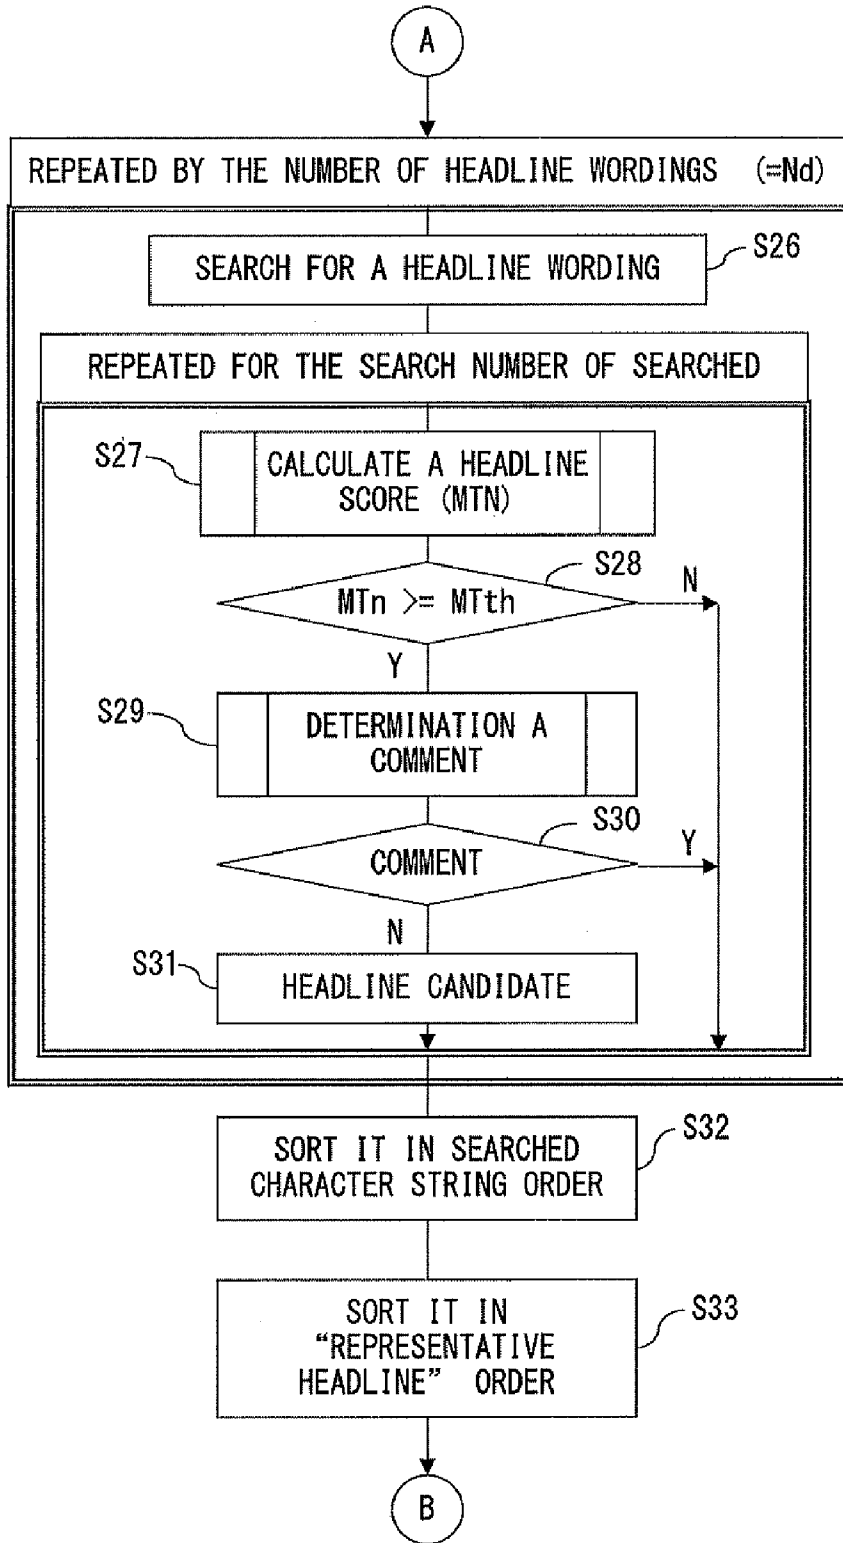 A
REPEATED BY THE NUMBER OF HEADLINE WORDINGS (=Nd)
SEARCH FOR A HEADLINE WORDING
S26
REPEATED FOR THE SEARCH NUMBER OF SEARCHED
S27
CALCULATE A HEADLINE
SCORE (MTN)
S28
MTn >= MTth
N
Y
S29
DETERMINATION A
COMMENT
S30
COMMENT
Y
N
S31
HEADLINE CANDIDATE
SORT IT IN SEARCHED
CHARACTER STRING ORDER
S32
SORT IT IN
“REPRESENTATIVE
HEADLINE” ORDER
S33
B